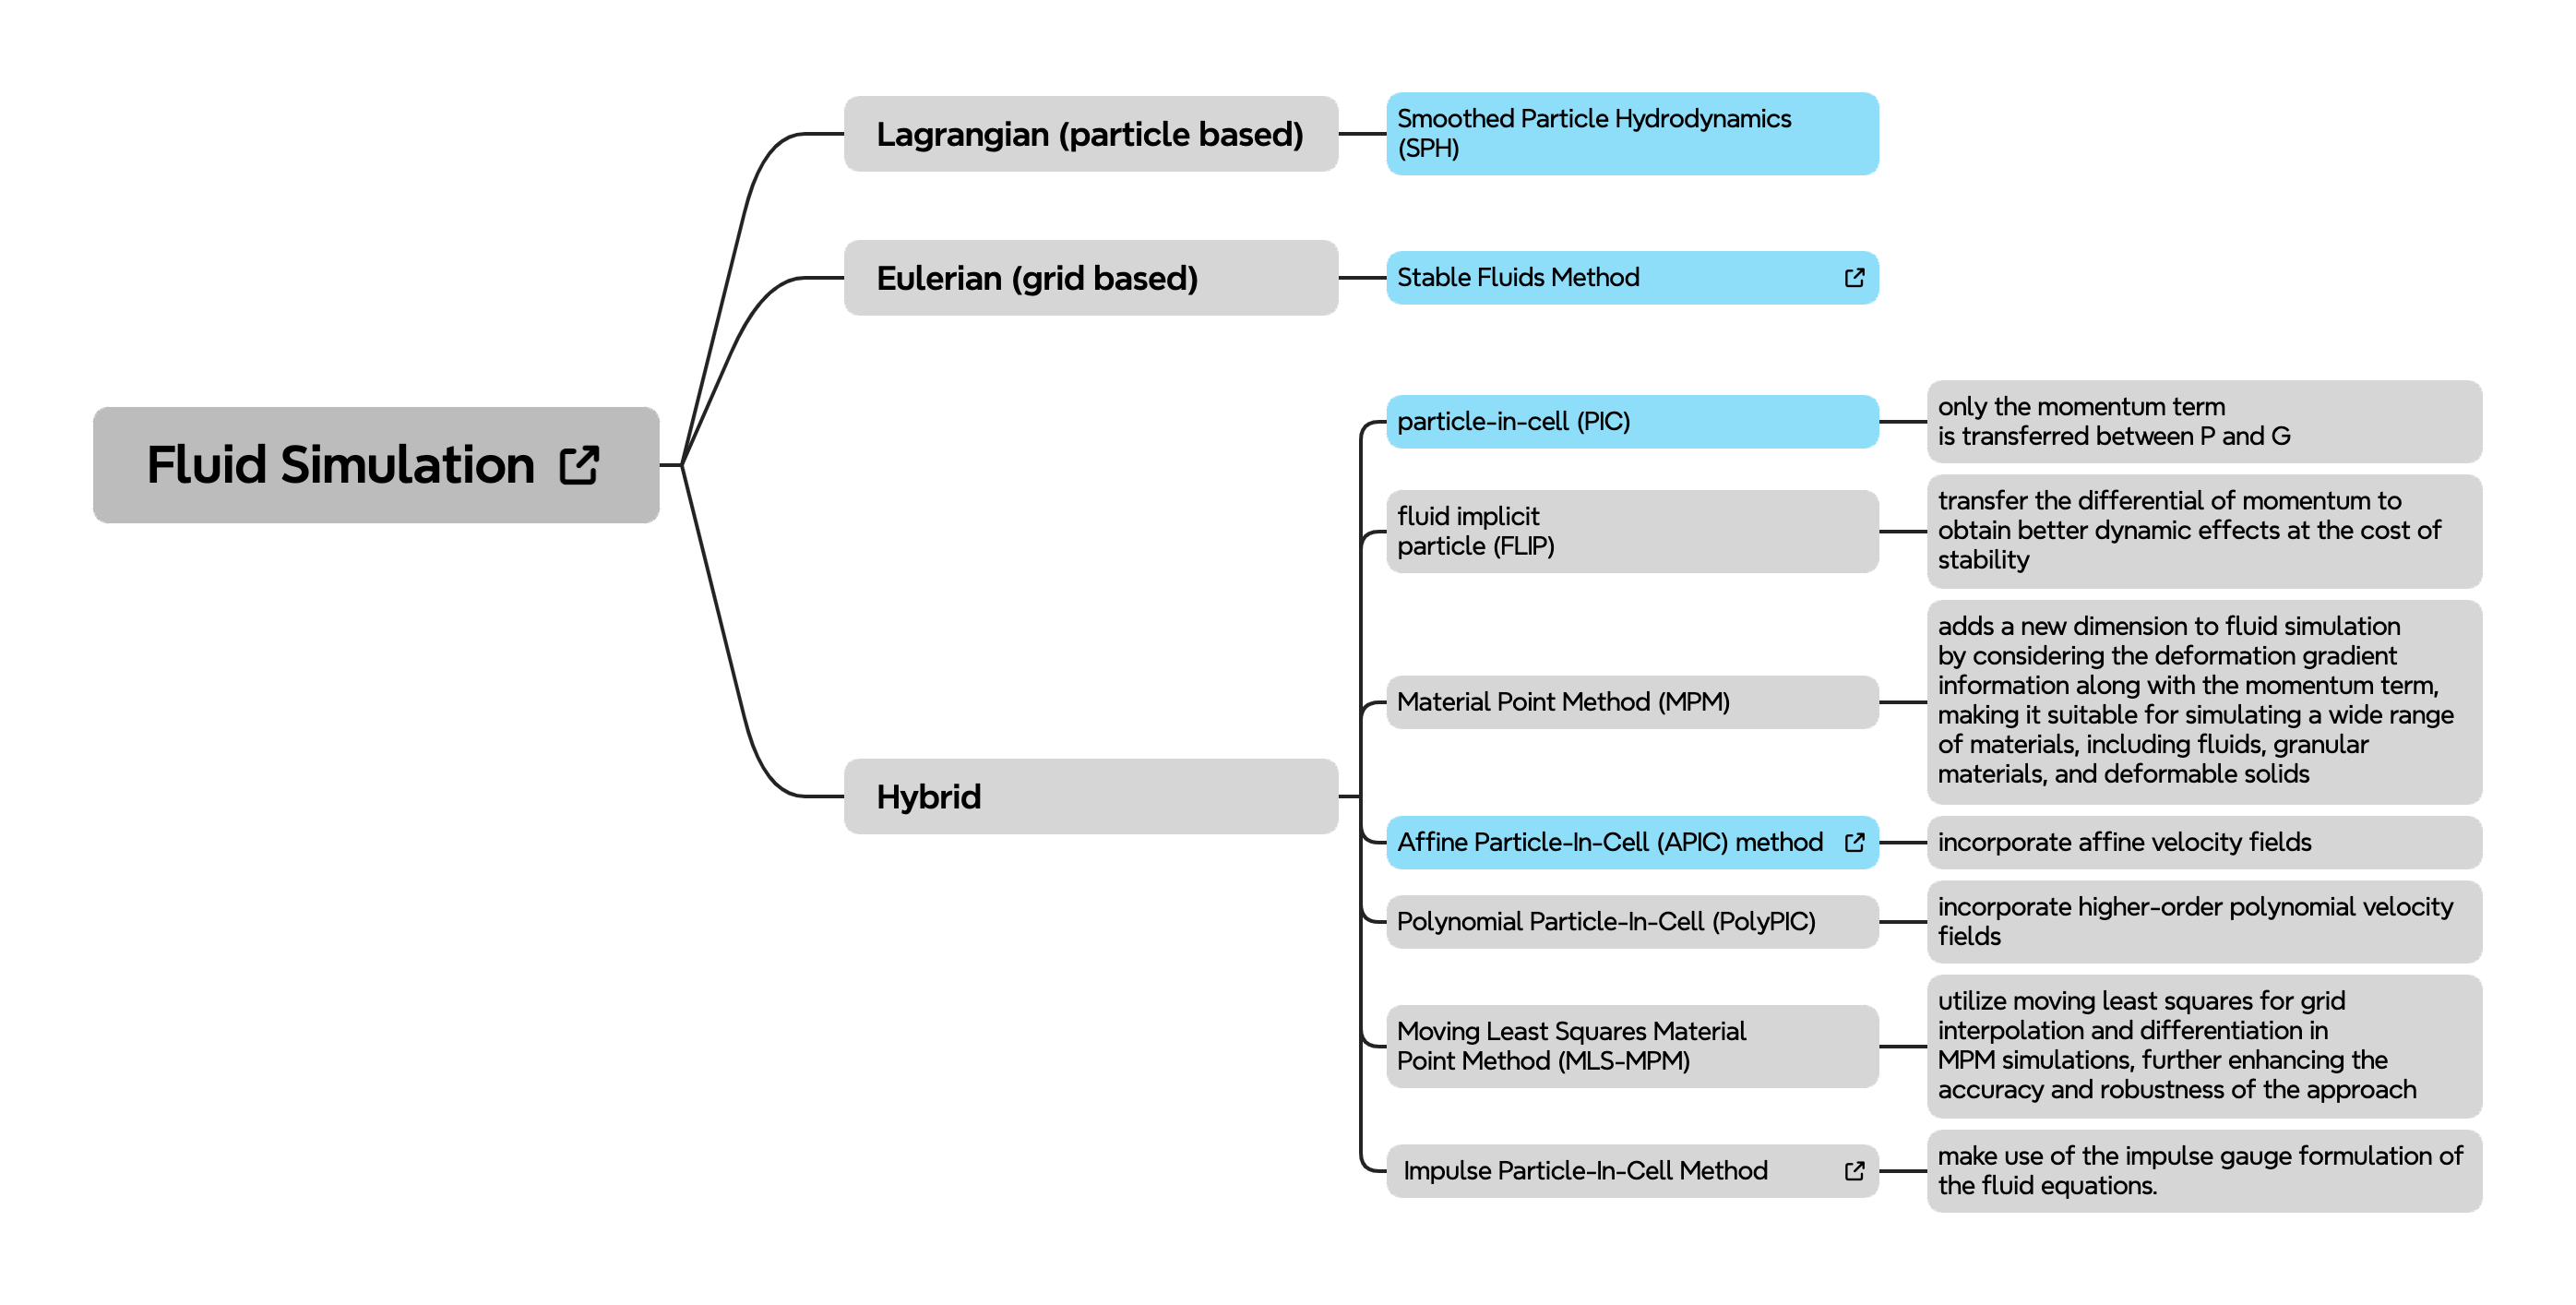 Fluid Simulation
Lagrangian (particle based)
Smoothed Particle Hydrodynamics
(SPH)
Eulerian (grid based)
Stable Fluids Method
Hybrid
particle-in-cell (PIC)
only the momentum term
is transferred between P and G
fluid implicit
particle (FLIP)
transfer the differential of momentum to
obtain better dynamic effects at the cost of
stability
Material Point Method (MPM)
adds a new dimension to fluid simulation
by considering the deformation gradient
information along with the momentum term,
making it suitable for simulating a wide range
of materials, including fluids, granular
materials, and deformable solids
Affine Particle-In-Cell (APIC) method
incorporate affine velocity fields
Polynomial Particle-In-Cell (PolyPIC)
incorporate higher-order polynomial velocity
fields
Moving Least Squares Material
Point Method (MLS-MPM)
utilize moving least squares for grid
interpolation and differentiation in
MPM simulations, further enhancing the
accuracy and robustness of the approach
Impulse Particle-In-Cell Method
make use of the impulse gauge formulation of
the fluid equations.